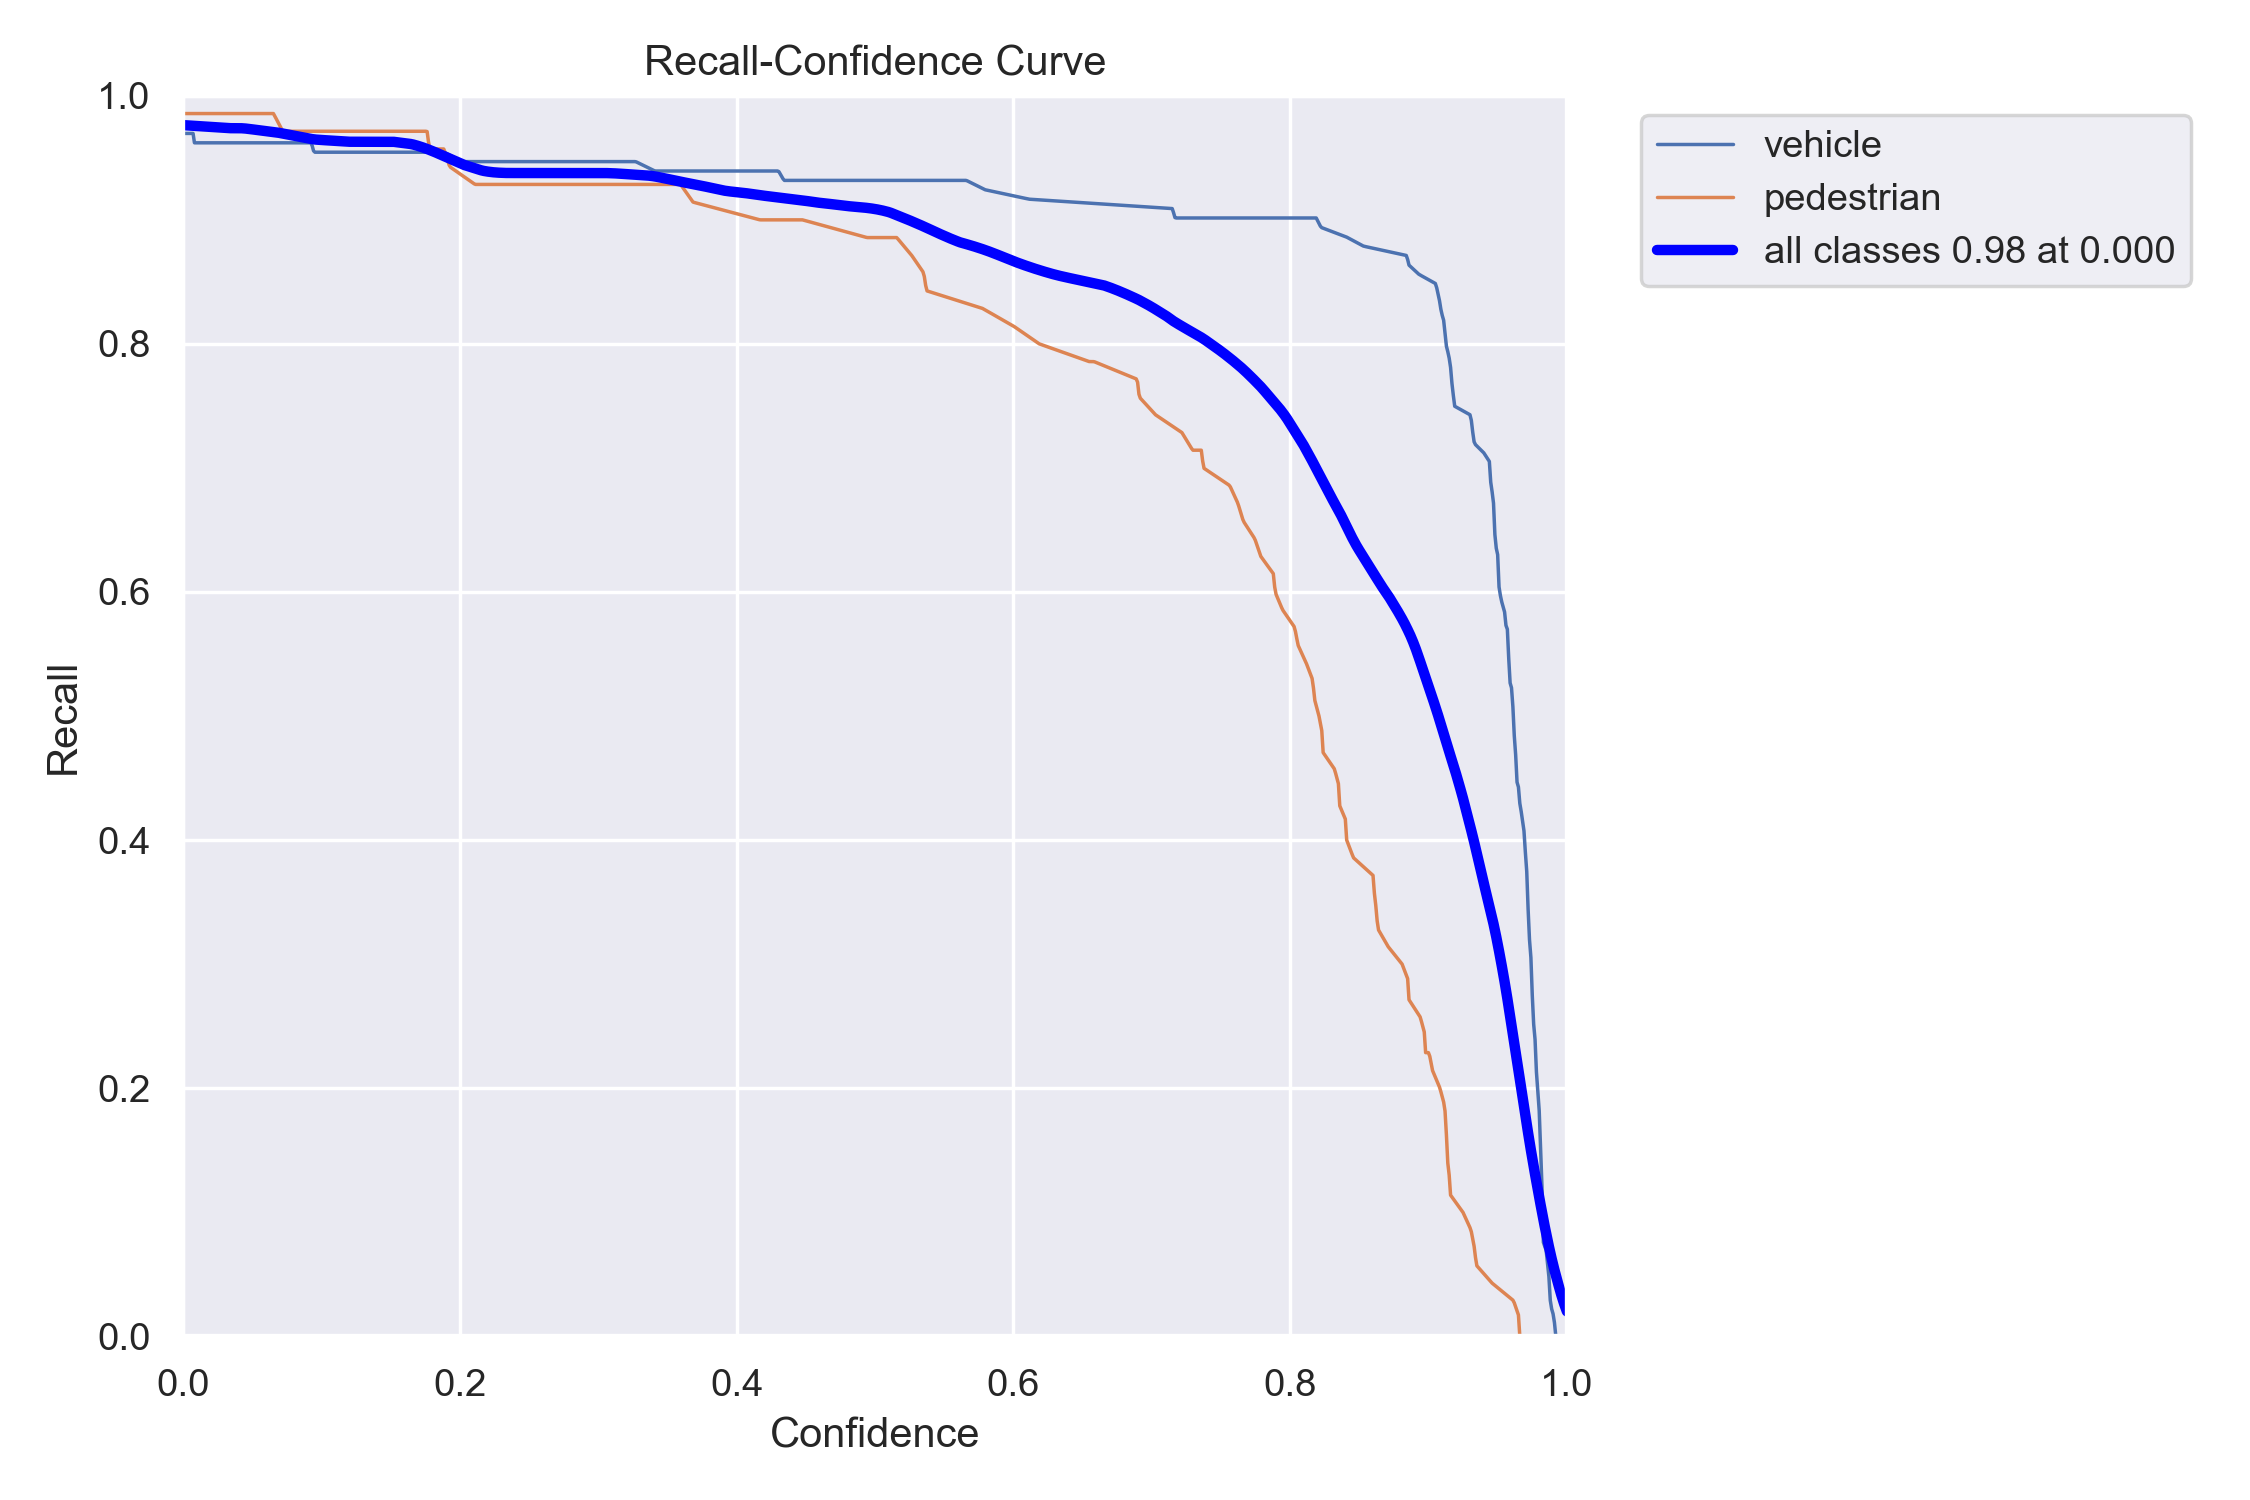 Recall-Confidence Curve
1.0
0.8
0.6
0.4
0.2
0.0
Recall
0.0 0.2 0.4 0.6 0.8 1.0
Confidence
vehicle
pedestrian
all classes 0.98 at 0.000